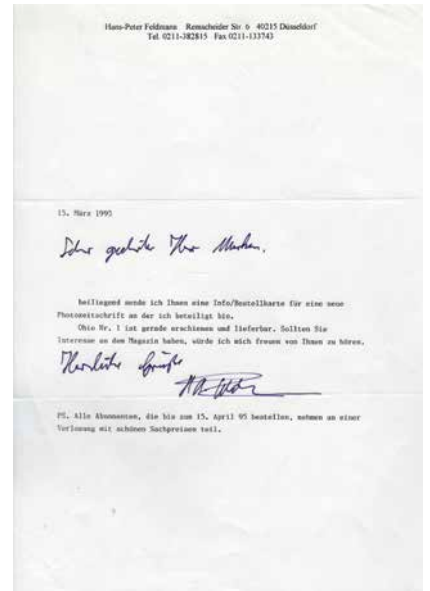 Hans-Peter Feldmann Remscheider Str 6 40215 Düsseldorf
Tel. 0211-382815 Fax 0211-133743
15. März 1995
Sehr geehrter Herr
beiliegend sende ich Ihnen eine Info/Bestellkarte für eine neue
Photozeitschrift an der ich beteiligt bin.
Ohio Nr. 1 ist gerade erschienen und lieferbar. Sollten Sie
Interesse an dem Magazin haben, würde ich mich freuen von Ihnen zu hören.
Herzliche Grüße
PS. Alle Abonnenten, die bis zum 15. April 95 bestellen, nehmen an einer
Verlosung mit schönen Sachpreisen teil.